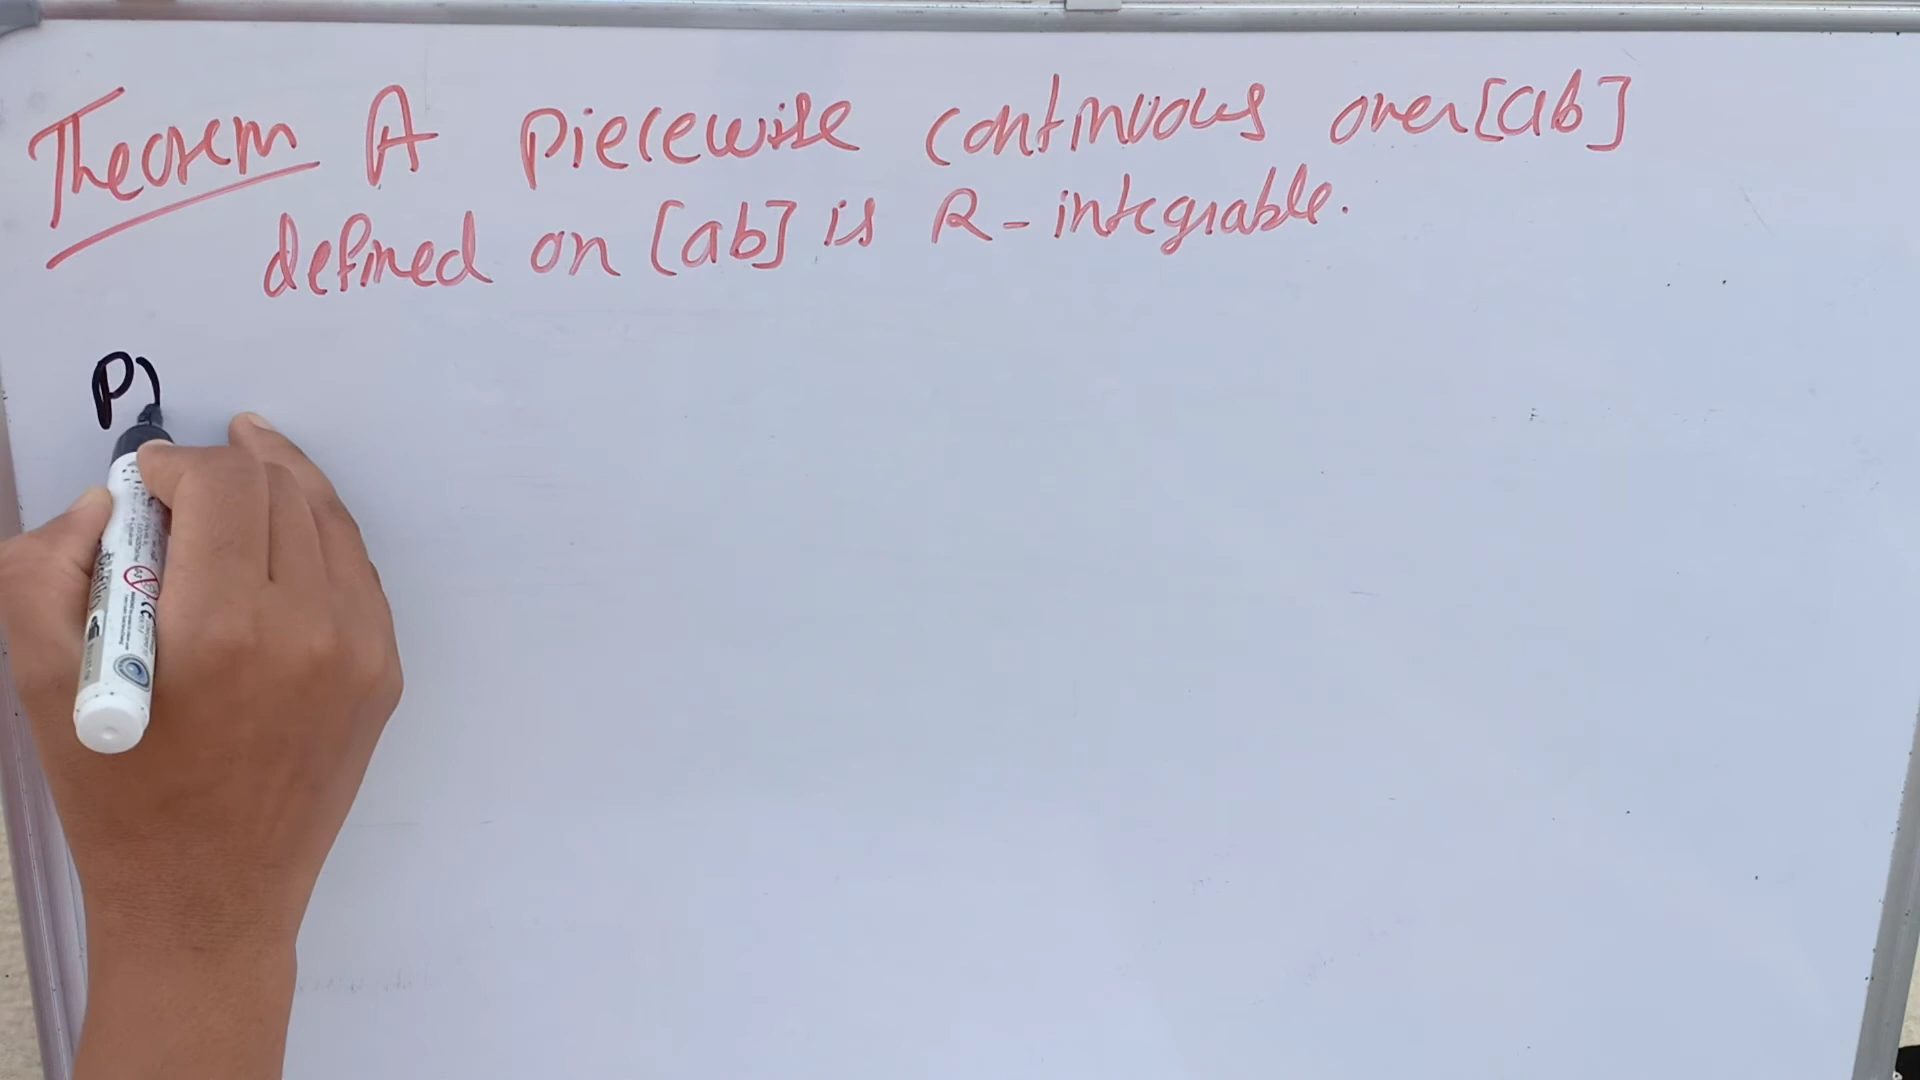 Theorem A piecewise continuous over [ab]
defined on [ab] is R-integrable.
P)